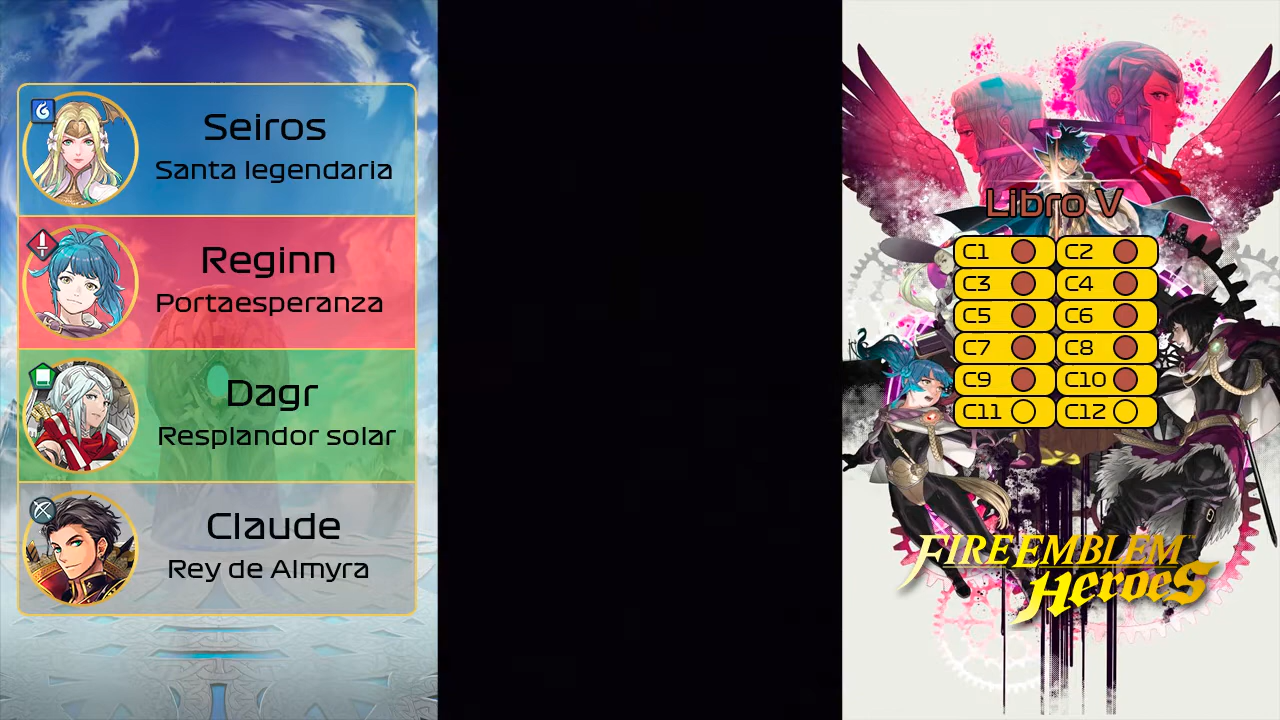 Seiros
Santa legendaria
Reginn
Portaesperanza
Dagr
Resplandor solar
Claude
Rey de Almyra
Libro V
C1 C2
C3 C4
C5 C6
C7 C8
C9 C10
C11 C12
FIRE EMBLEM™
Heroes